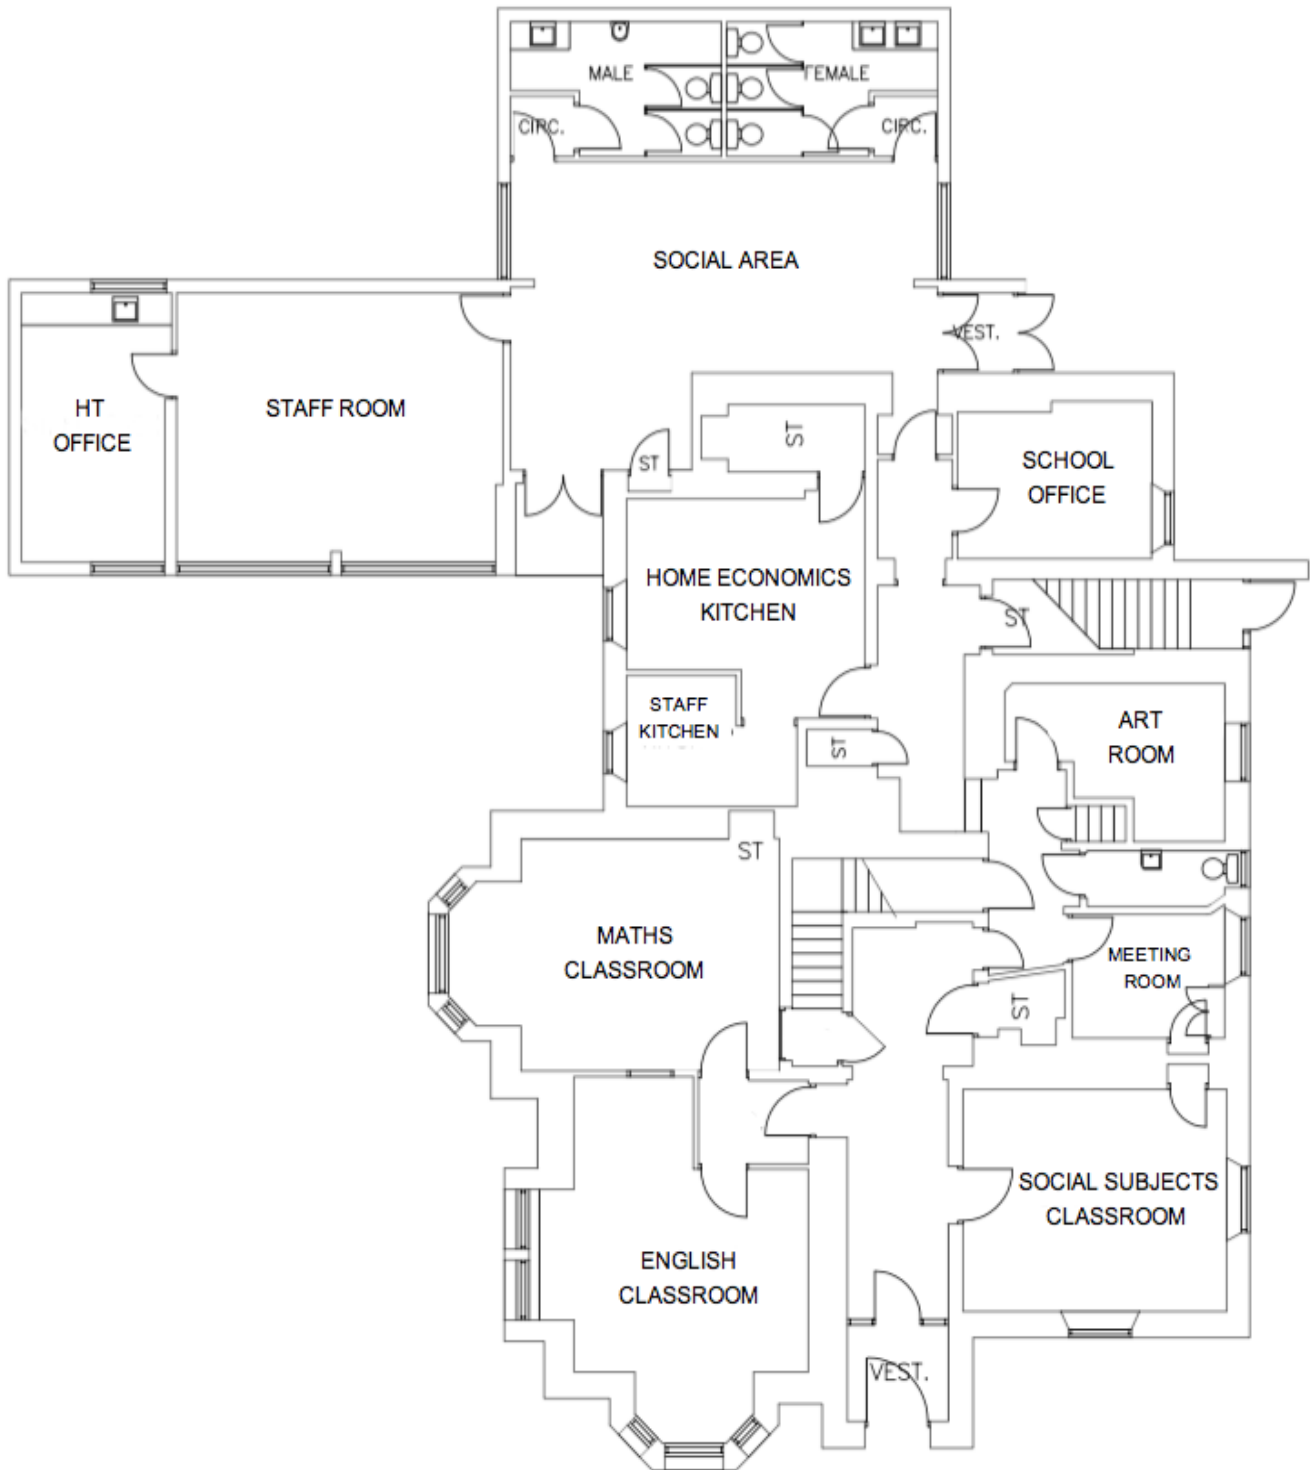 MALE
FEMALE
CIRC.
CIRC.
SOCIAL AREA
VEST.
HT
OFFICE
STAFF ROOM
ST
ST
SCHOOL
OFFICE
HOME ECONOMICS
KITCHEN
ST
STAFF
KITCHEN
ST
ART
ROOM
ST
MATHS
CLASSROOM
MEETING
ROOM
ST
SOCIAL SUBJECTS
CLASSROOM
ENGLISH
CLASSROOM
VEST.